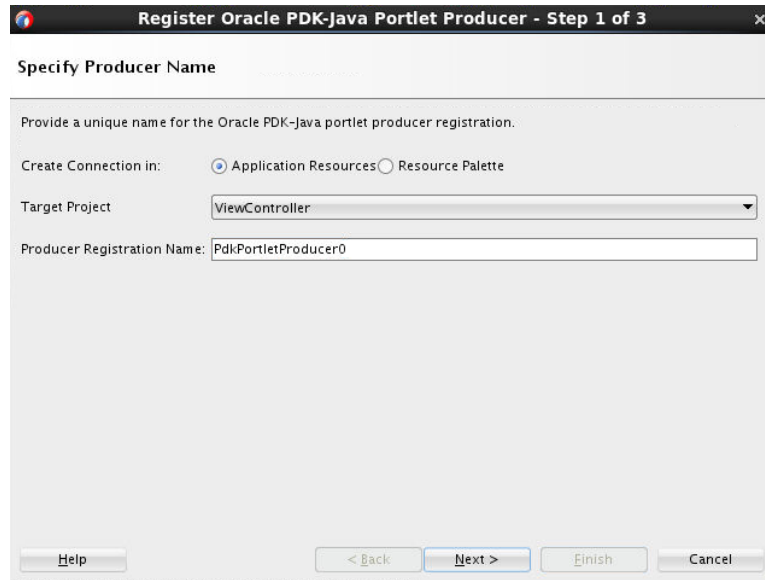 Register Oracle PDK-Java Portlet Producer - Step 1 of 3
Specify Producer Name
Provide a unique name for the Oracle PDK-Java portlet producer registration.
Create Connection in: Application Resources Resource Palette
Target Project ViewController
Producer Registration Name: PdkPortletProducer0
Help < Back Next > Finish Cancel